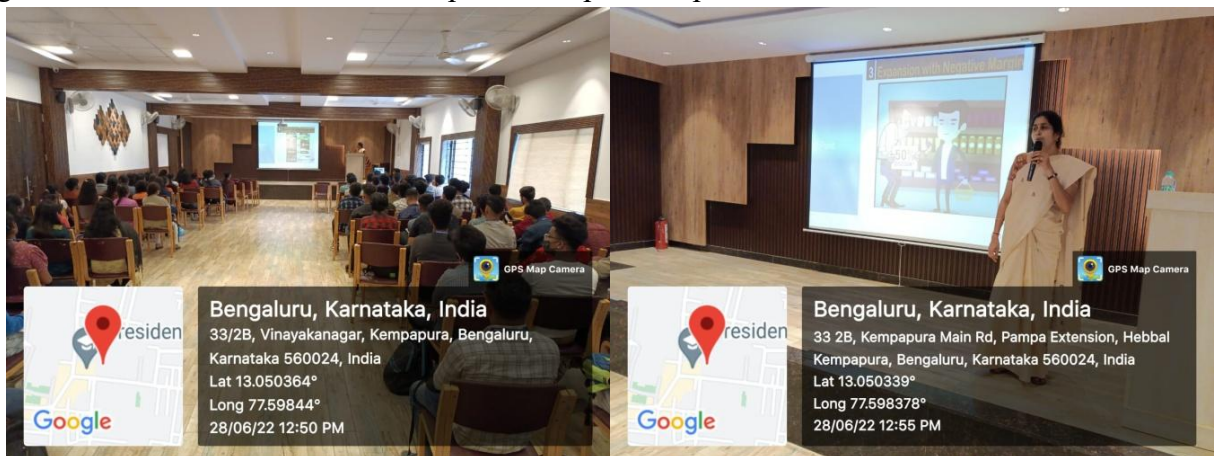 GPS Map Camera
residen
Google
Bengaluru, Karnataka, India
33/2B, Vinayakanagar, Kempapura, Bengaluru,
Karnataka 560024, India
Lat 13.050364°
Long 77.59844°
28/06/22 12:50 PM
3 Expansion with Negative Margin
50
GPS Map Camera
residen
Google
Bengaluru, Karnataka, India
33 2B, Kempapura Main Rd, Pampa Extension, Hebbal
Kempapura, Bengaluru, Karnataka 560024, India
Lat 13.050339°
Long 77.598378°
28/06/22 12:55 PM